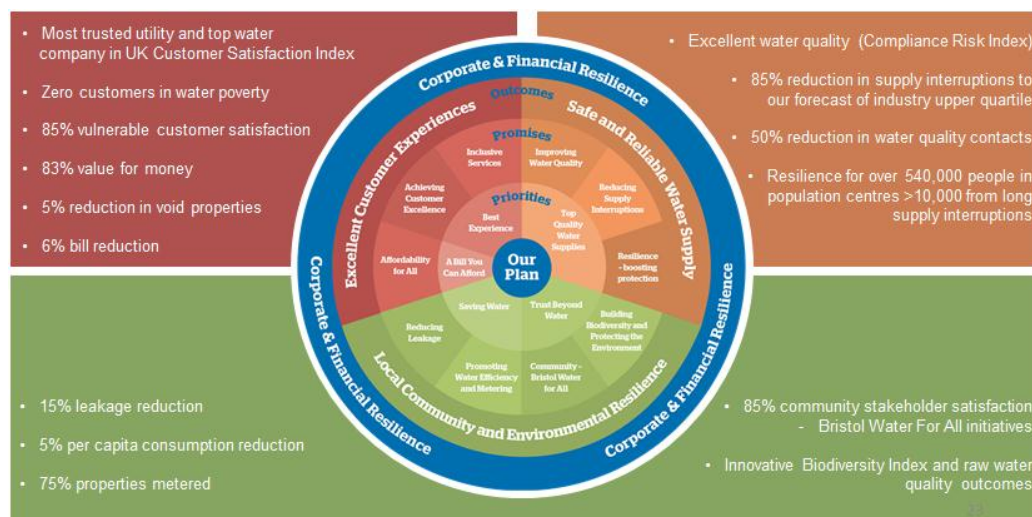 • Most trusted utility and top water
company in UK Customer Satisfaction Index
• Zero customers in water poverty
• 85% vulnerable customer satisfaction
• 83% value for money
• 5% reduction in void properties
• 6% bill reduction
• Excellent water quality (Compliance Risk Index)
• 85% reduction in supply interruptions to
our forecast of industry upper quartile
• 50% reduction in water quality contacts
• Resilience for over 540,000 people in
population centres >10,000 from long
supply interruptions
Corporate & Financial Resilience
Outcomes
Excellent Customer Experiences
Safe and Reliable Water Supply
Promises
Inclusive
Services
Improving
Water Quality
Achieving
Customer
Excellence
Reducing
Supply
Interruptions
Priorities
Best
Experience
Top
Quality
Water
Supplies
Affordability
for All
A Bill You
Can Afford
Our
Plan
Resilience
- boosting
protection
Saving Water
Trust Beyond
Water
Reducing
Leakage
Building
Biodiversity and
Protecting the
Environment
Promoting
Water Efficiency
and Metering
Community -
Bristol Water
for All
Local Community and Environmental Resilience
Corporate & Financial Resilience
Corporate & Financial Resilience
• 15% leakage reduction
• 5% per capita consumption reduction
• 75% properties metered
• 85% community stakeholder satisfaction
- Bristol Water For All initiatives
• Innovative Biodiversity Index and raw water
quality outcomes